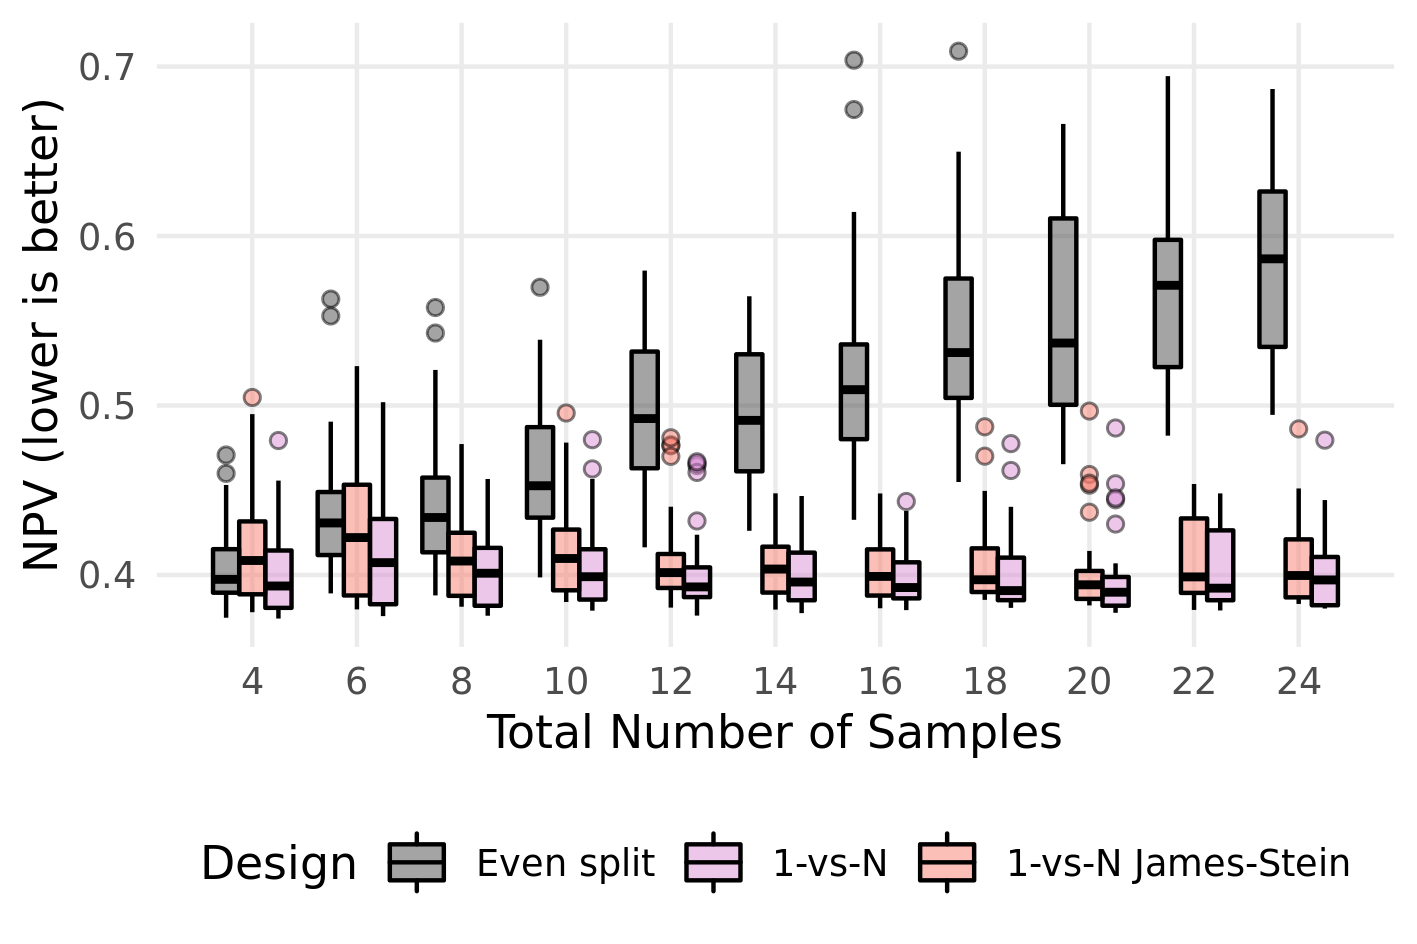 NPV (lower is better)
0.7
0.6
0.5
0.4
4 6 8 10 12 14 16 18 20 22 24
Total Number of Samples
Design Even split 1-vs-N 1-vs-N James-Stein